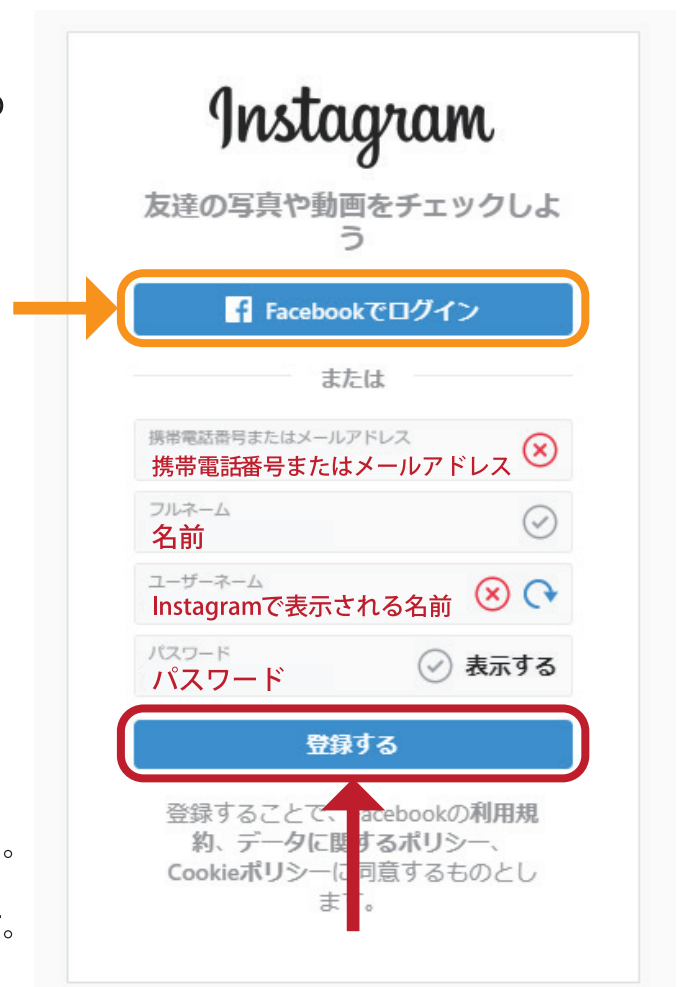 Instagram
友達の写真や動画をチェックしよ
う
Facebookでログイン
または
携帯電話番号またはメールアドレス
携帯電話番号またはメールアドレス
フルネーム
名前
ユーザーネーム
Instagramで表示される名前
パスワード
パスワード
表示する
登録する
登録することで、acebookの利用規
約、データに関するポリシー、
Cookieポリシーに同意するものとし
ま。
。
。